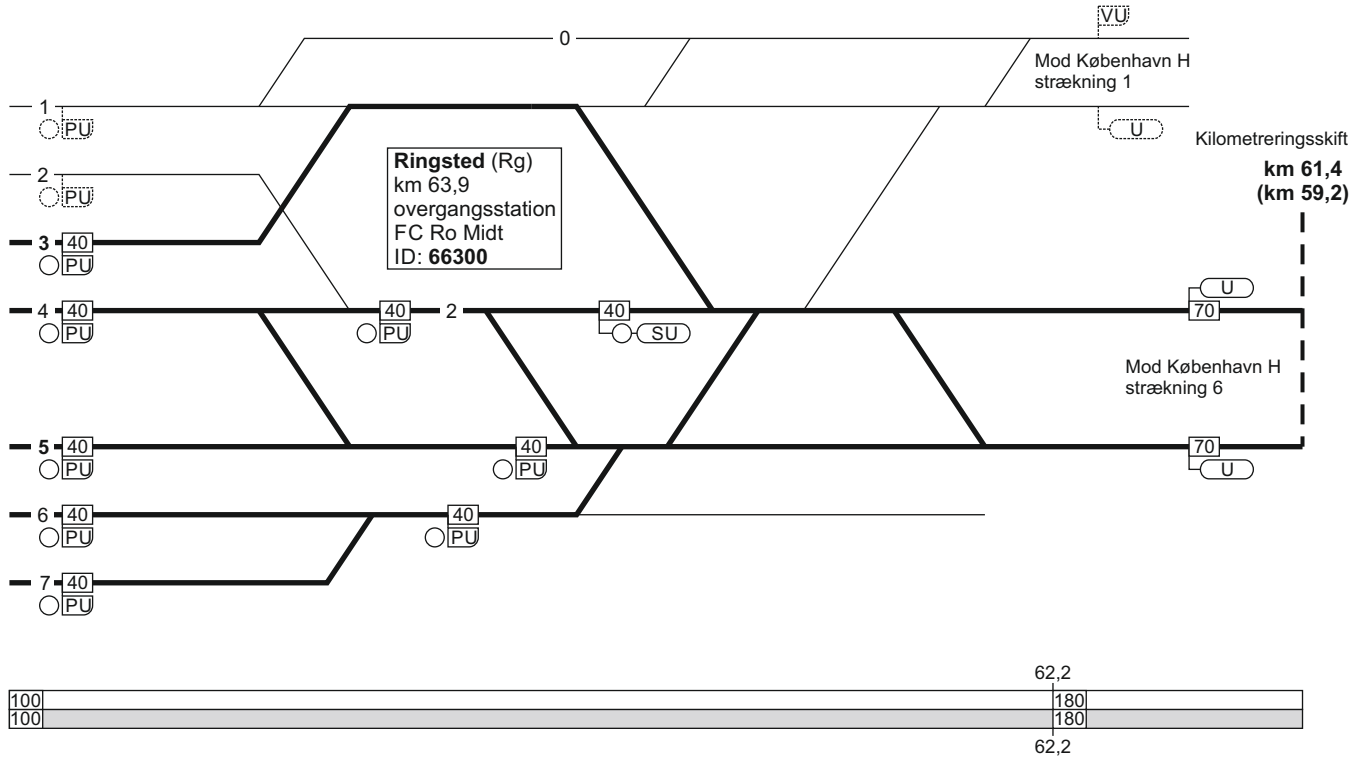 VU
0
Mod København H
strækning 1
1
PU
U
Kilometreringsskift
km 61,4
(km 59,2)
Ringsted (Rg)
km 63,9
overgangsstation
FC Ro Midt
ID: 66300
2
PU
3 40
PU
U
4 40 40 2 40 70
PU PU SU
Mod København H
strækning 6
5 40 40 70
PU PU U
6 40 40
PU PU
7 40
PU
62,2
100 180
100 180
62,2